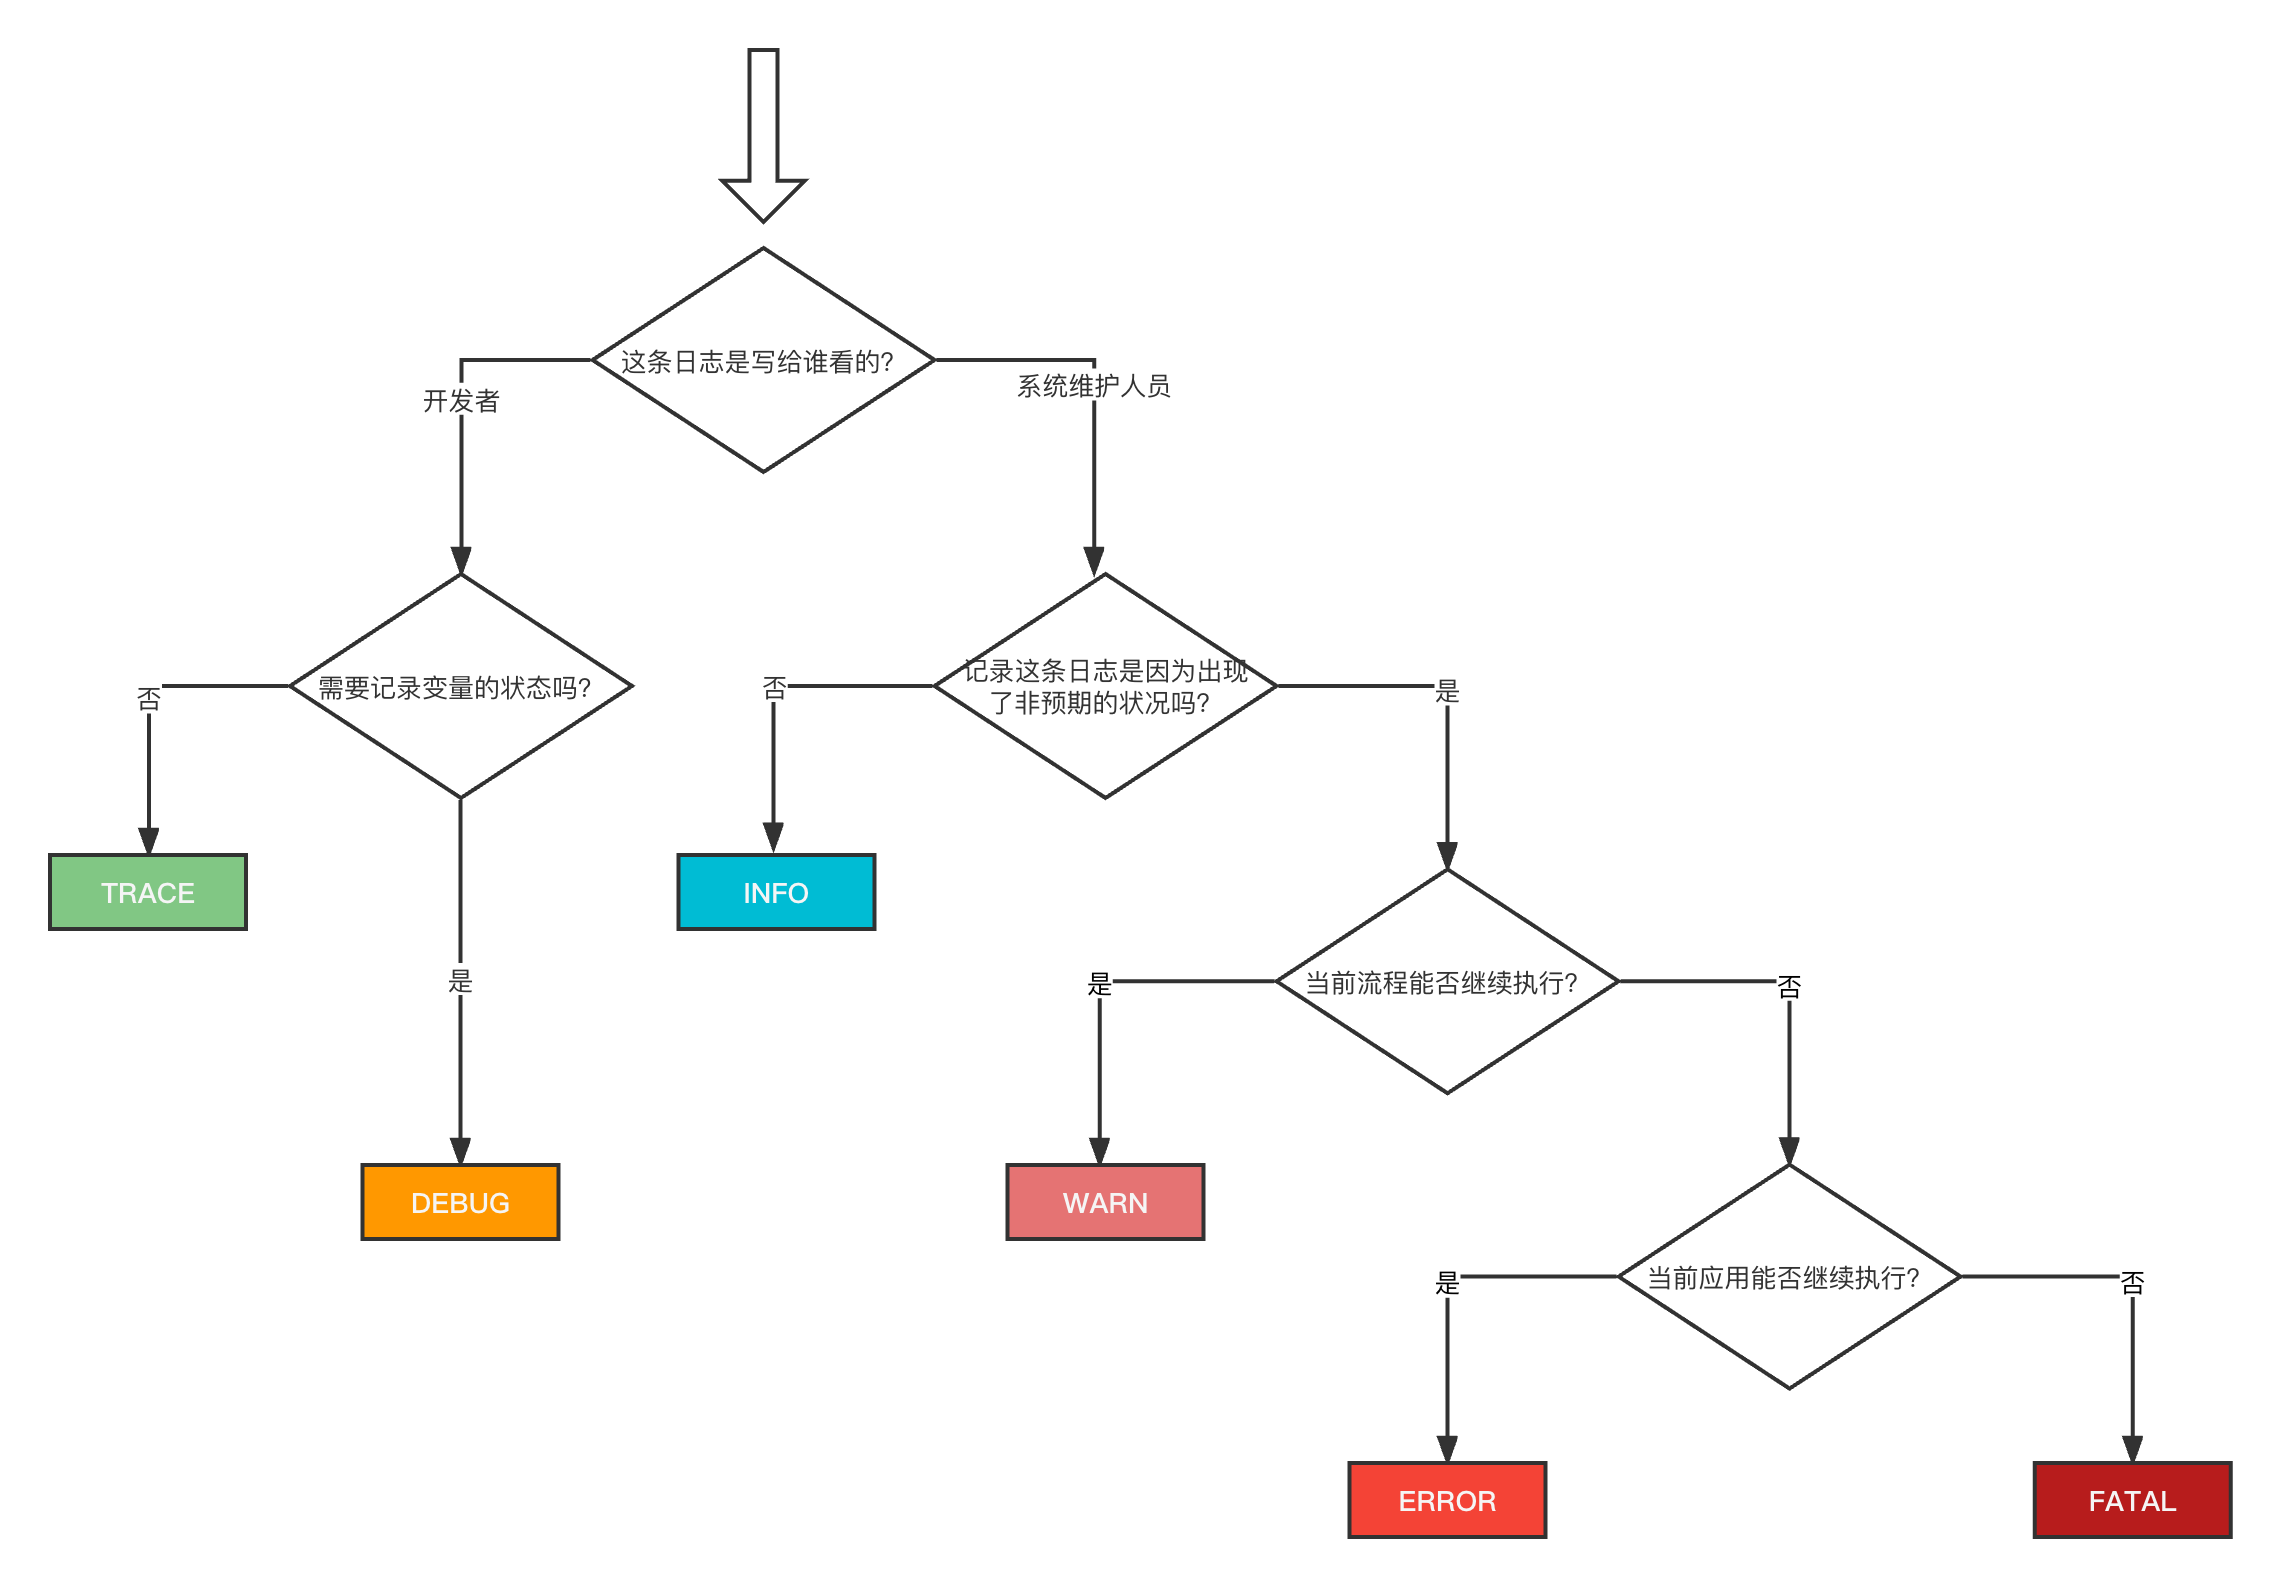 这条日志是写给谁看的?
开发者
系统维护人员
需要记录变量的状态吗?
记录这条日志是因为出现
了非预期的状况吗?
否
否
是
TRACE
INFO
是
当前流程能否继续执行?
是
否
DEBUG
WARN
当前应用能否继续执行?
是
否
ERROR
FATAL